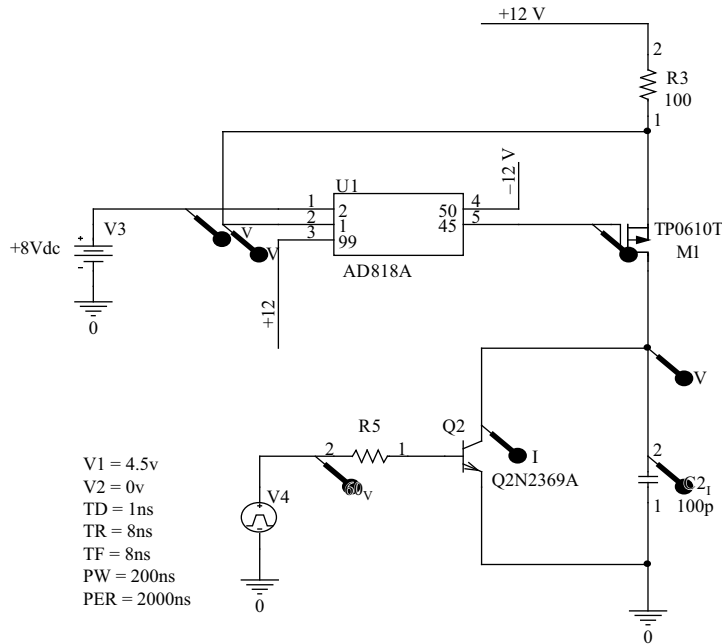 +12 V
2
R3
100
1
U1
−12 V
1 2 50 4
2 1 45 5
3 99
V3
V
V
+8Vdc
TP0610T
M1
AD818A
+12
0
V
R5
Q2
2 1
I
Q2N2369A
60
V
V4
2
C2
I
100p
1
V1 = 4.5v
V2 = 0v
TD = 1ns
TR = 8ns
TF = 8ns
PW = 200ns
PER = 2000ns
0
0